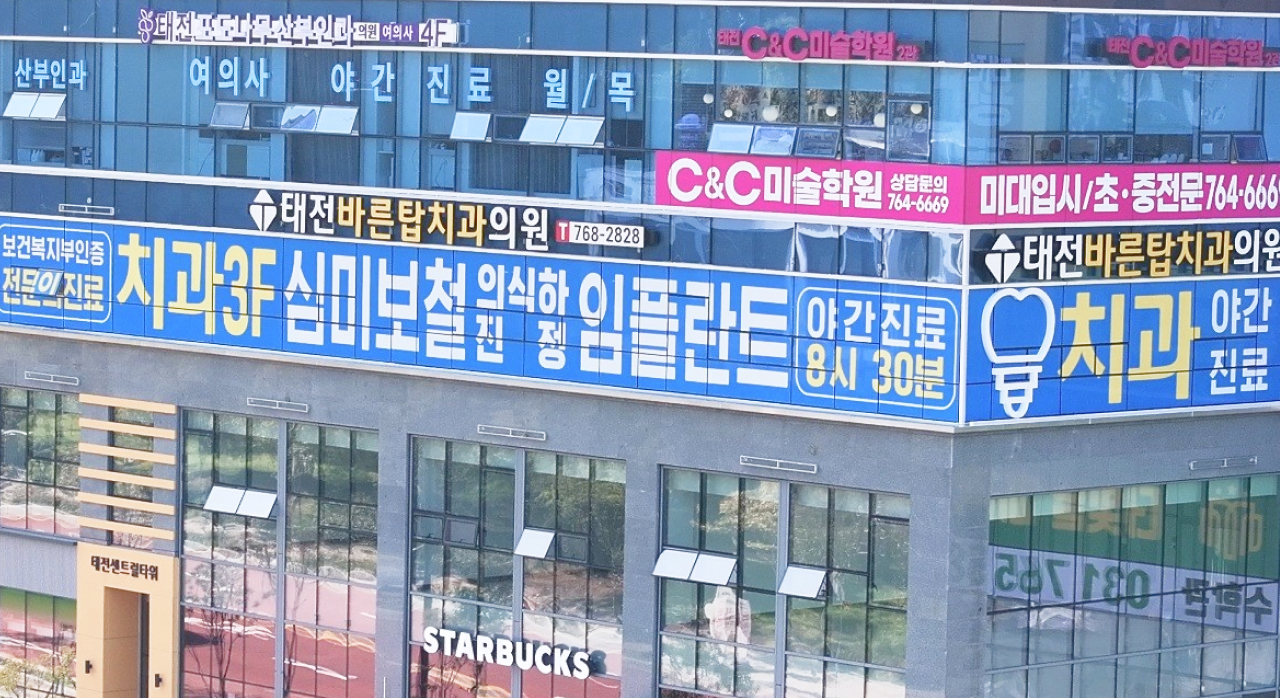 태전포도나무산부인과의원 여의사 4F
태전 C&C미술학원 2관
태전 C&C미술학원
산부인과 여의사 야간 진료 월/목
C&C미술학원 상담문의
764-6669
미대입시/초·중전문 764-666
태전바른탑치과의원 T 768-2828
태전바른탑치과의원
보건복지부인증
전문의진료
치과3F 심미보철 의식하진정 임플란트
야간진료
8시 30분
치과 야간
진료
태전센트럴타워
STARBUCKS
031 765
수학관